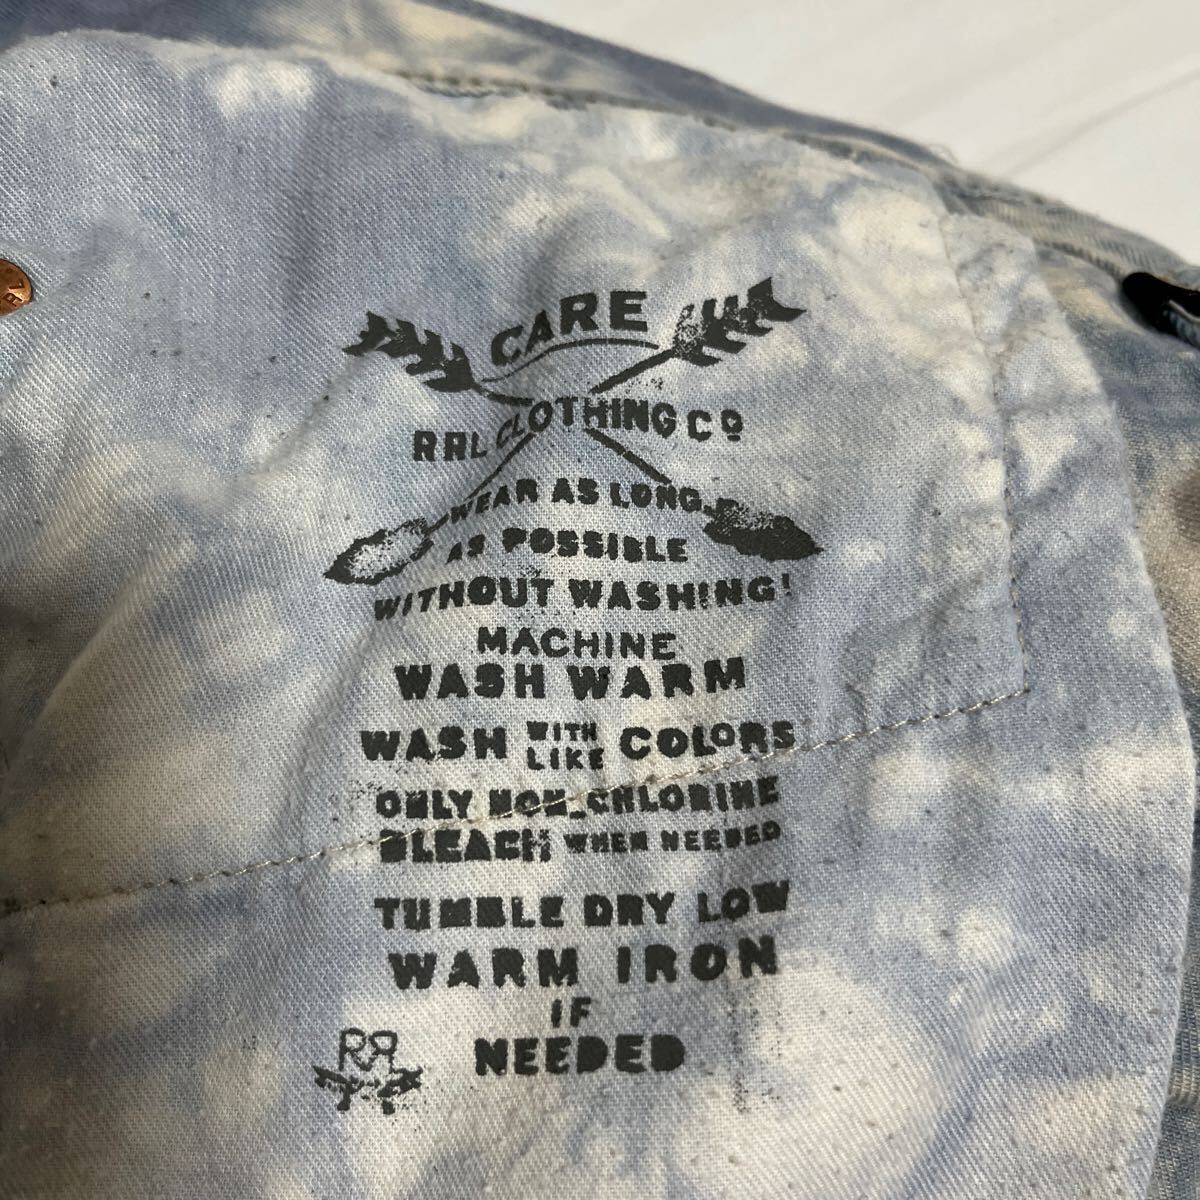 CARE
RRL CLOTHING CO
WEAR AS LONG
AS POSSIBLE
WITHOUT WASHING!
MACHINE
WASH WARM
WASH WITH LIKE COLORS
ONLY NON-CHLORINE
BLEACH WHEN NEEDED
TUMBLE DRY LOW
WARM IRON
IF
NEEDED
RR
RL